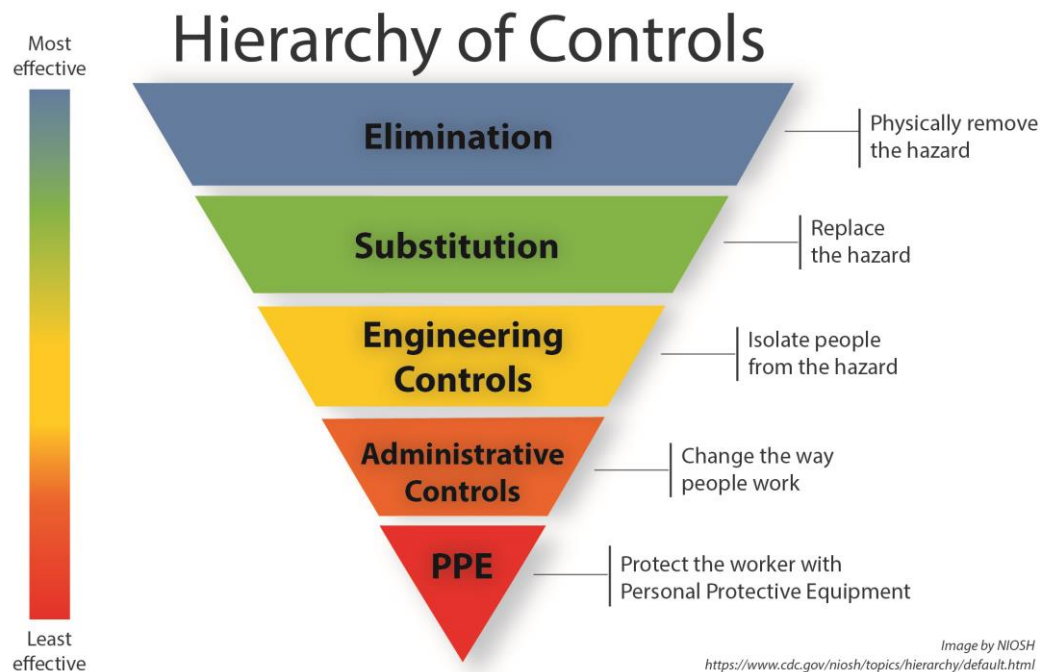 Hierarchy of Controls
Most
effective
Elimination
Physically remove
the hazard
Substitution
Replace
the hazard
Engineering
Controls
Isolate people
from the hazard
Administrative
Controls
Change the way
people work
PPE
Protect the worker with
Personal Protective Equipment
Least
effective
Image by NIOSH
https://www.cdc.gov/niosh/topics/hierarchy/default.html